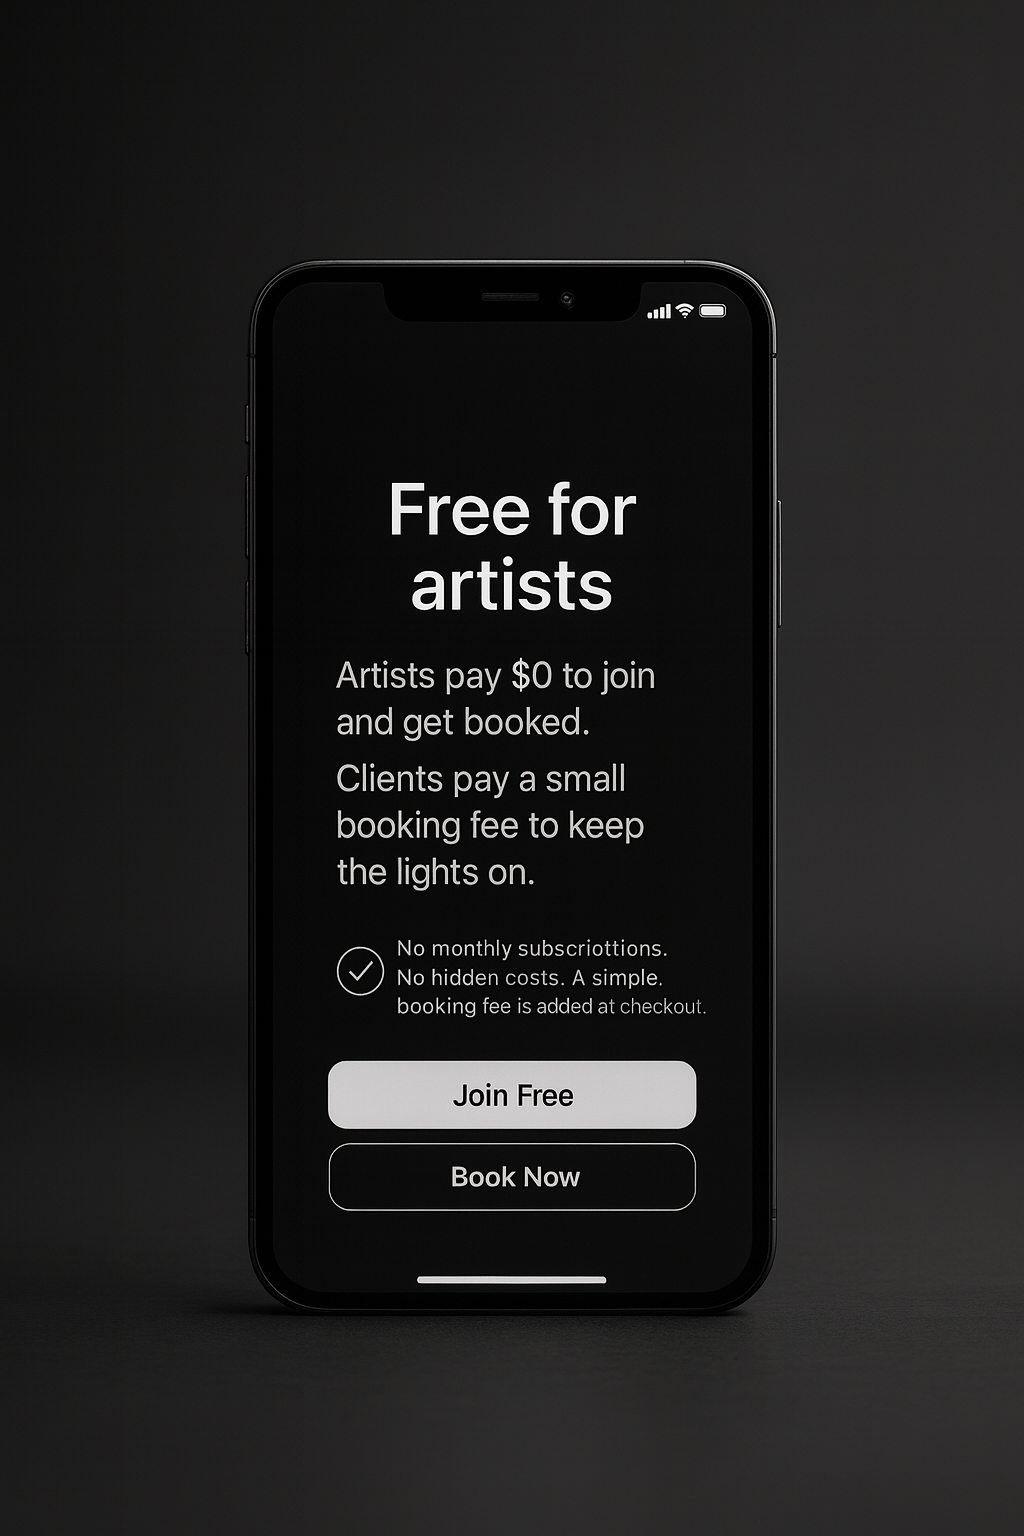 Free for
artists
Artists pay $0 to join
and get booked.
Clients pay a small
booking fee to keep
the lights on.
No monthly subscriottions.
No hidden costs. A simple.
booking fee is added at checkout.
Join Free
Book Now